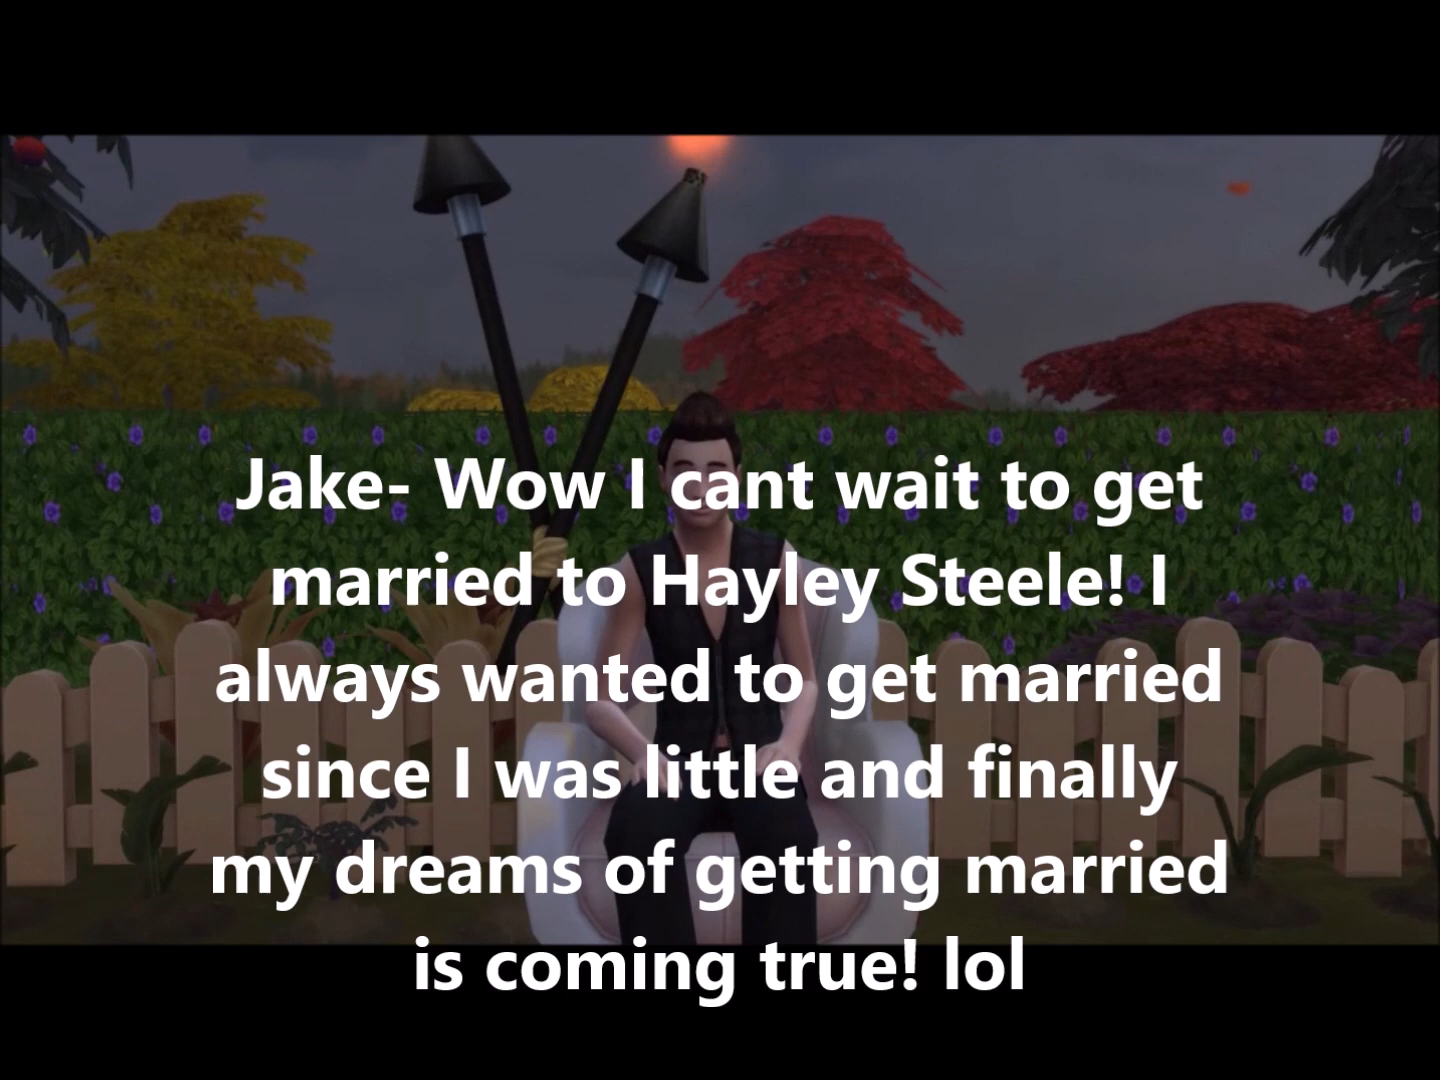 Jake- Wow I cant wait to get
married to Hayley Steele! I
always wanted to get married
since I was little and finally
my dreams of getting married
is coming true! lol